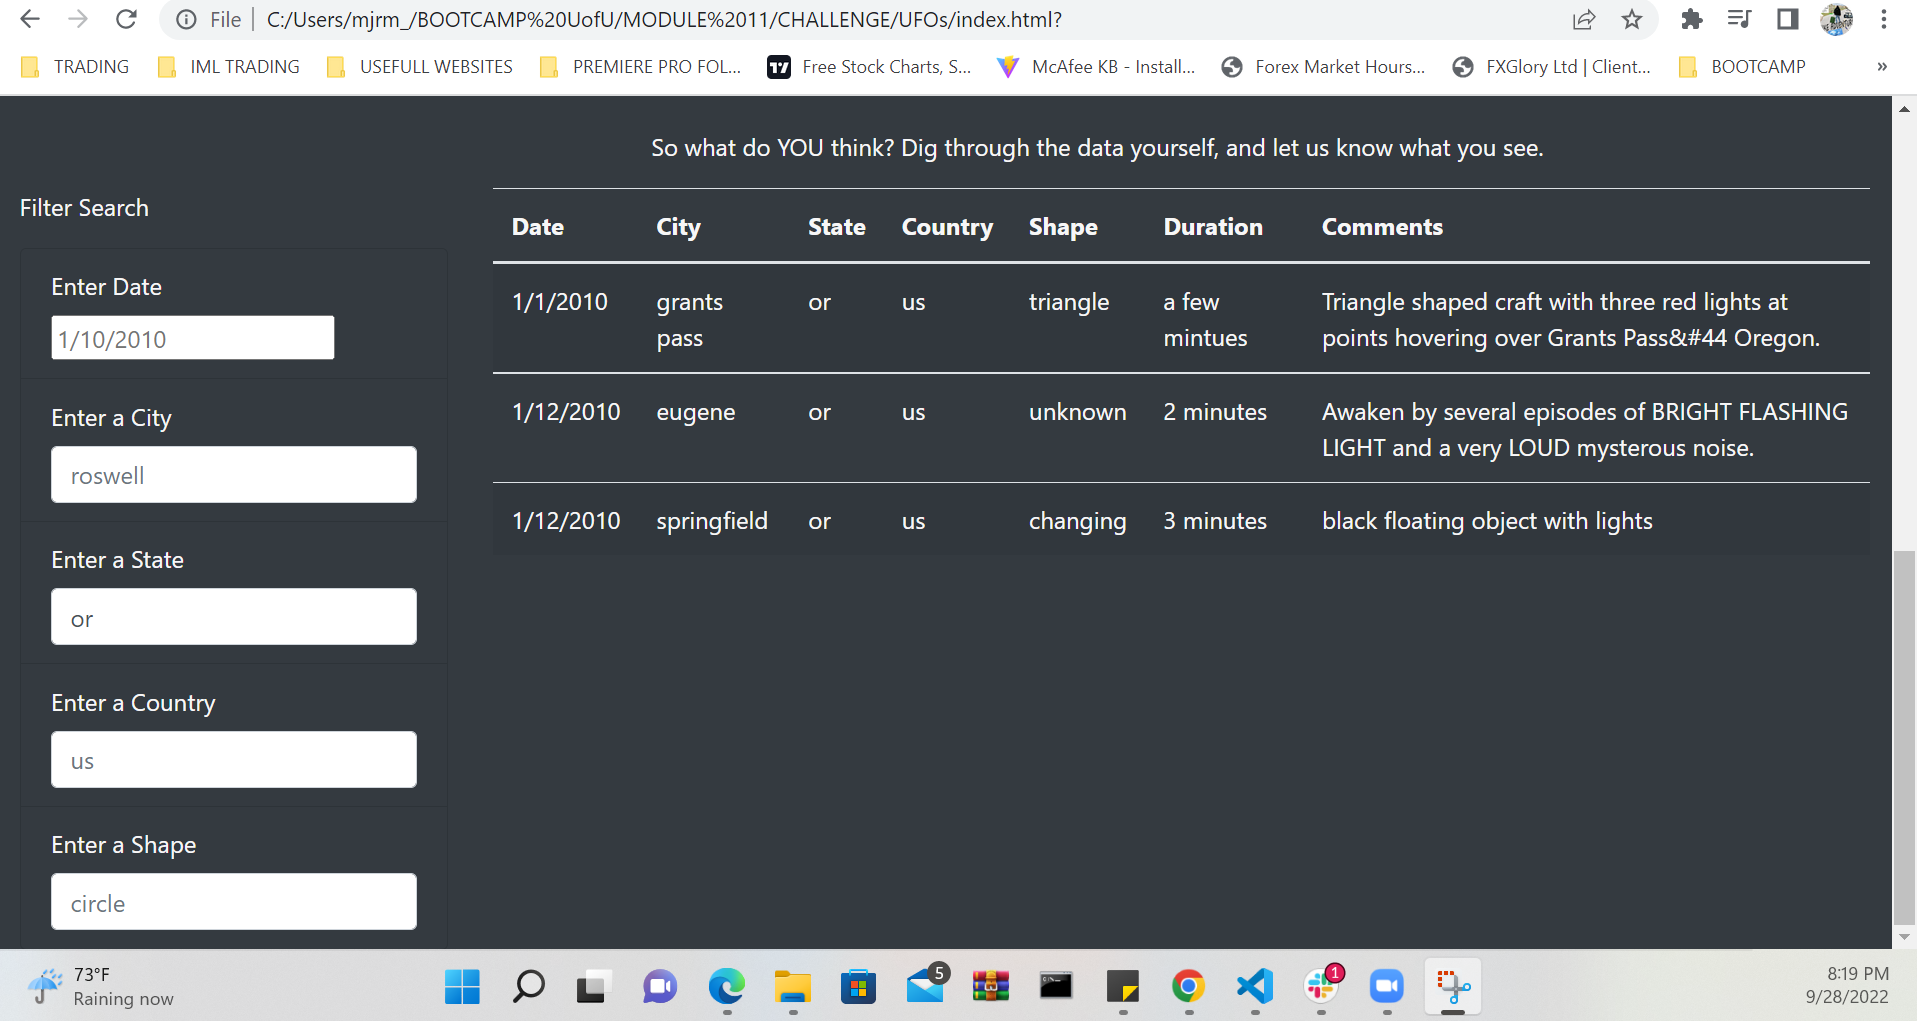 File C:/Users/mjrm_/BOOTCAMP%20UofU/MODULE%2011/CHALLENGE/UFOs/index.html?
TRADING IML TRADING USEFULL WEBSITES PREMIERE PRO FOL... Free Stock Charts, S... McAfee KB - Install... Forex Market Hours... FXGlory Ltd | Client... BOOTCAMP »
So what do YOU think? Dig through the data yourself, and let us know what you see.
Filter Search
Enter Date
1/10/2010
Enter a City
roswell
Enter a State
or
Enter a Country
us
Enter a Shape
circle
Date City State Country Shape Duration Comments
1/1/2010 grants or us triangle a few Triangle shaped craft with three red lights at
pass mintues points hovering over Grants Pass&#44 Oregon.
1/12/2010 eugene or us unknown 2 minutes Awaken by several episodes of BRIGHT FLASHING
LIGHT and a very LOUD mysterous noise.
1/12/2010 springfield or us changing 3 minutes black floating object with lights
73°F
Raining now
5
1
8:19 PM
9/28/2022